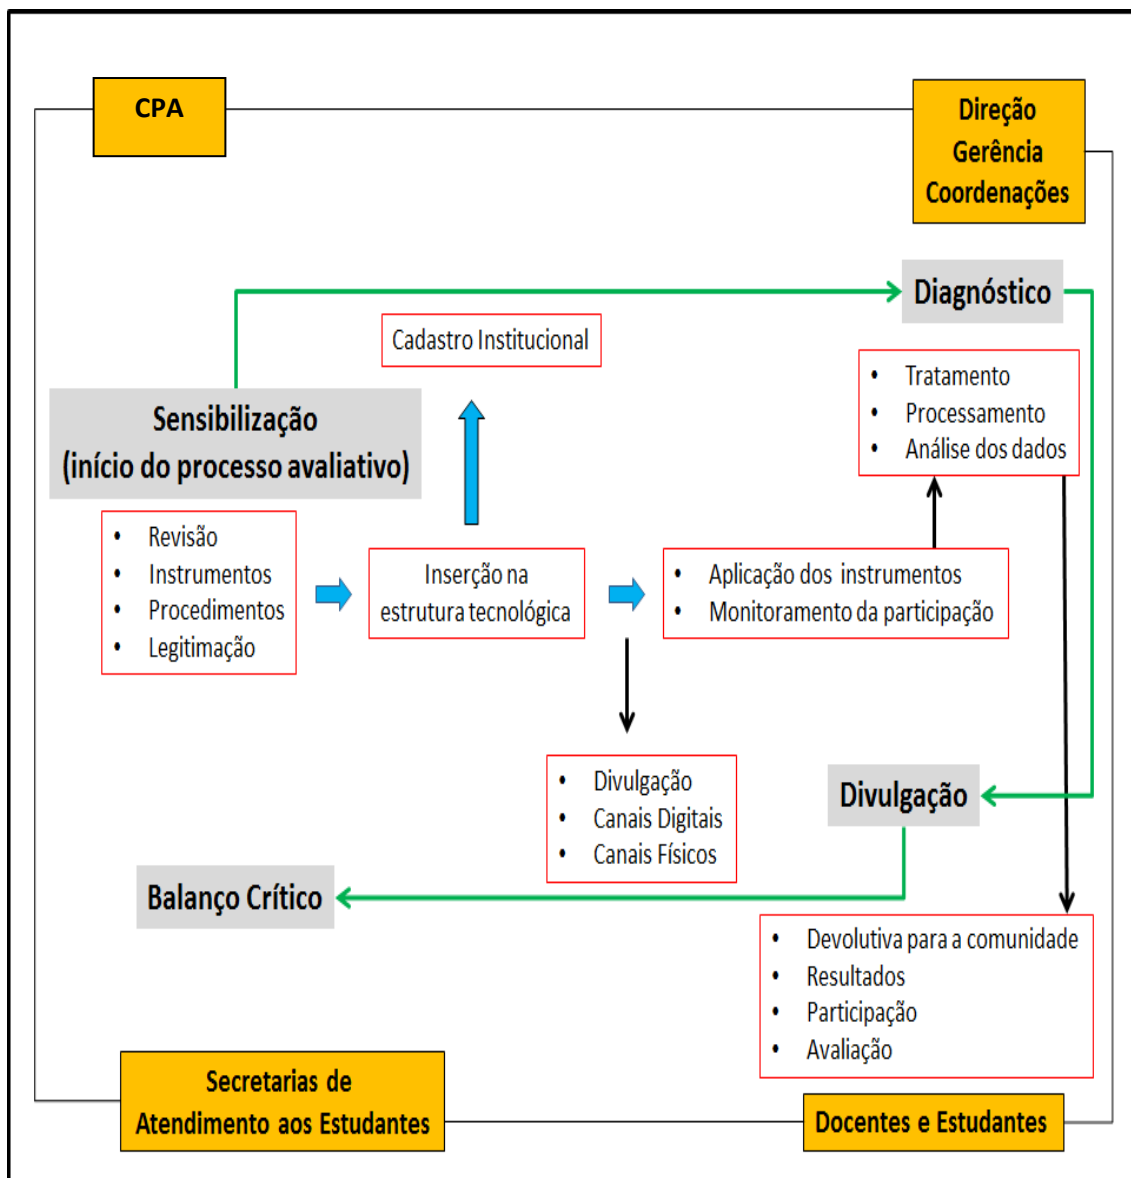 CPA
Direção
Gerência
Coordenações
Diagnóstico
Cadastro Institucional
• Tratamento
• Processamento
• Análise dos dados
Sensibilização
(início do processo avaliativo)
• Revisão
• Instrumentos
• Procedimentos
• Legitimação
Inserção na
estrutura tecnológica
• Aplicação dos instrumentos
• Monitoramento da participação
• Divulgação
• Canais Digitais
• Canais Físicos
Divulgação
Balanço Crítico
• Devolutiva para a comunidade
• Resultados
• Participação
• Avaliação
Secretarias de
Atendimento aos Estudantes
Docentes e Estudantes